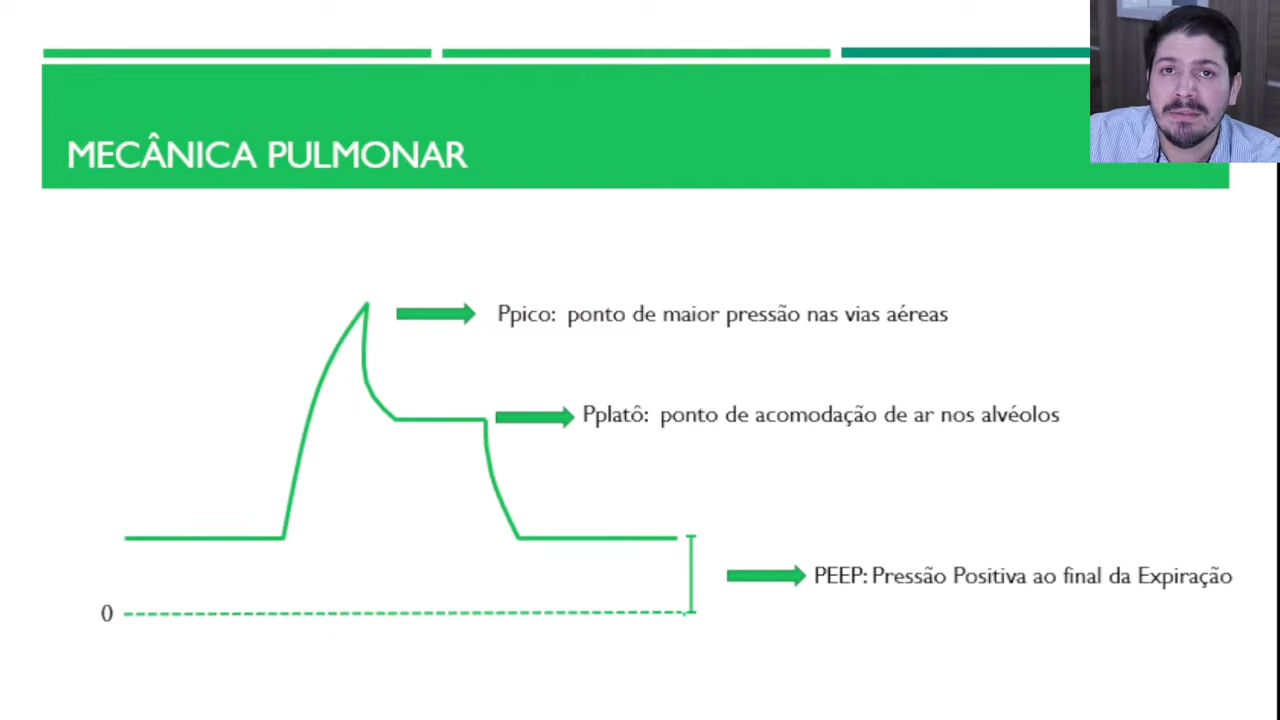 MECÂNICA PULMONAR
Ppico: ponto de maior pressão nas vias aéreas
Pplatô: ponto de acomodação de ar nos alvéolos
PEEP: Pressão Positiva ao final da Expiração
0